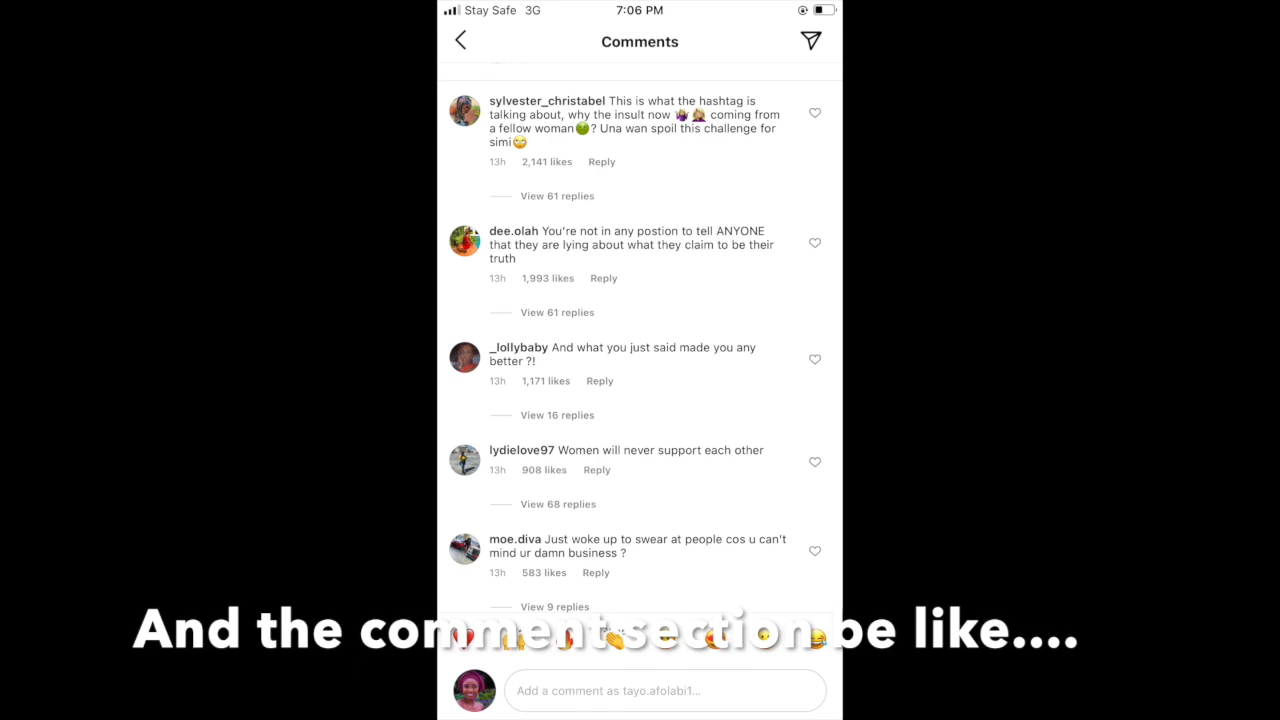 Stay Safe 3G 7:06 PM
Comments
sylvester_christabel This is what the hashtag is
talking about, why the insult now 🤷🏼‍♀️🤦🏼‍♀️ coming from
a fellow woman🤢? Una wan spoil this challenge for
simi🙄
13h 2,141 likes Reply
View 61 replies
dee.olah You're not in any postion to tell ANYONE
that they are lying about what they claim to be their
truth
13h 1,993 likes Reply
View 61 replies
_lollybaby And what you just said made you any
better ?!
13h 1,171 likes Reply
View 16 replies
lydielove97 Women will never support each other
13h 908 likes Reply
View 68 replies
moe.diva Just woke up to swear at people cos u can't
mind ur damn business ?
13h 583 likes Reply
View 9 replies
And the comment section be like....
Add a comment as tayo.afolabi1...